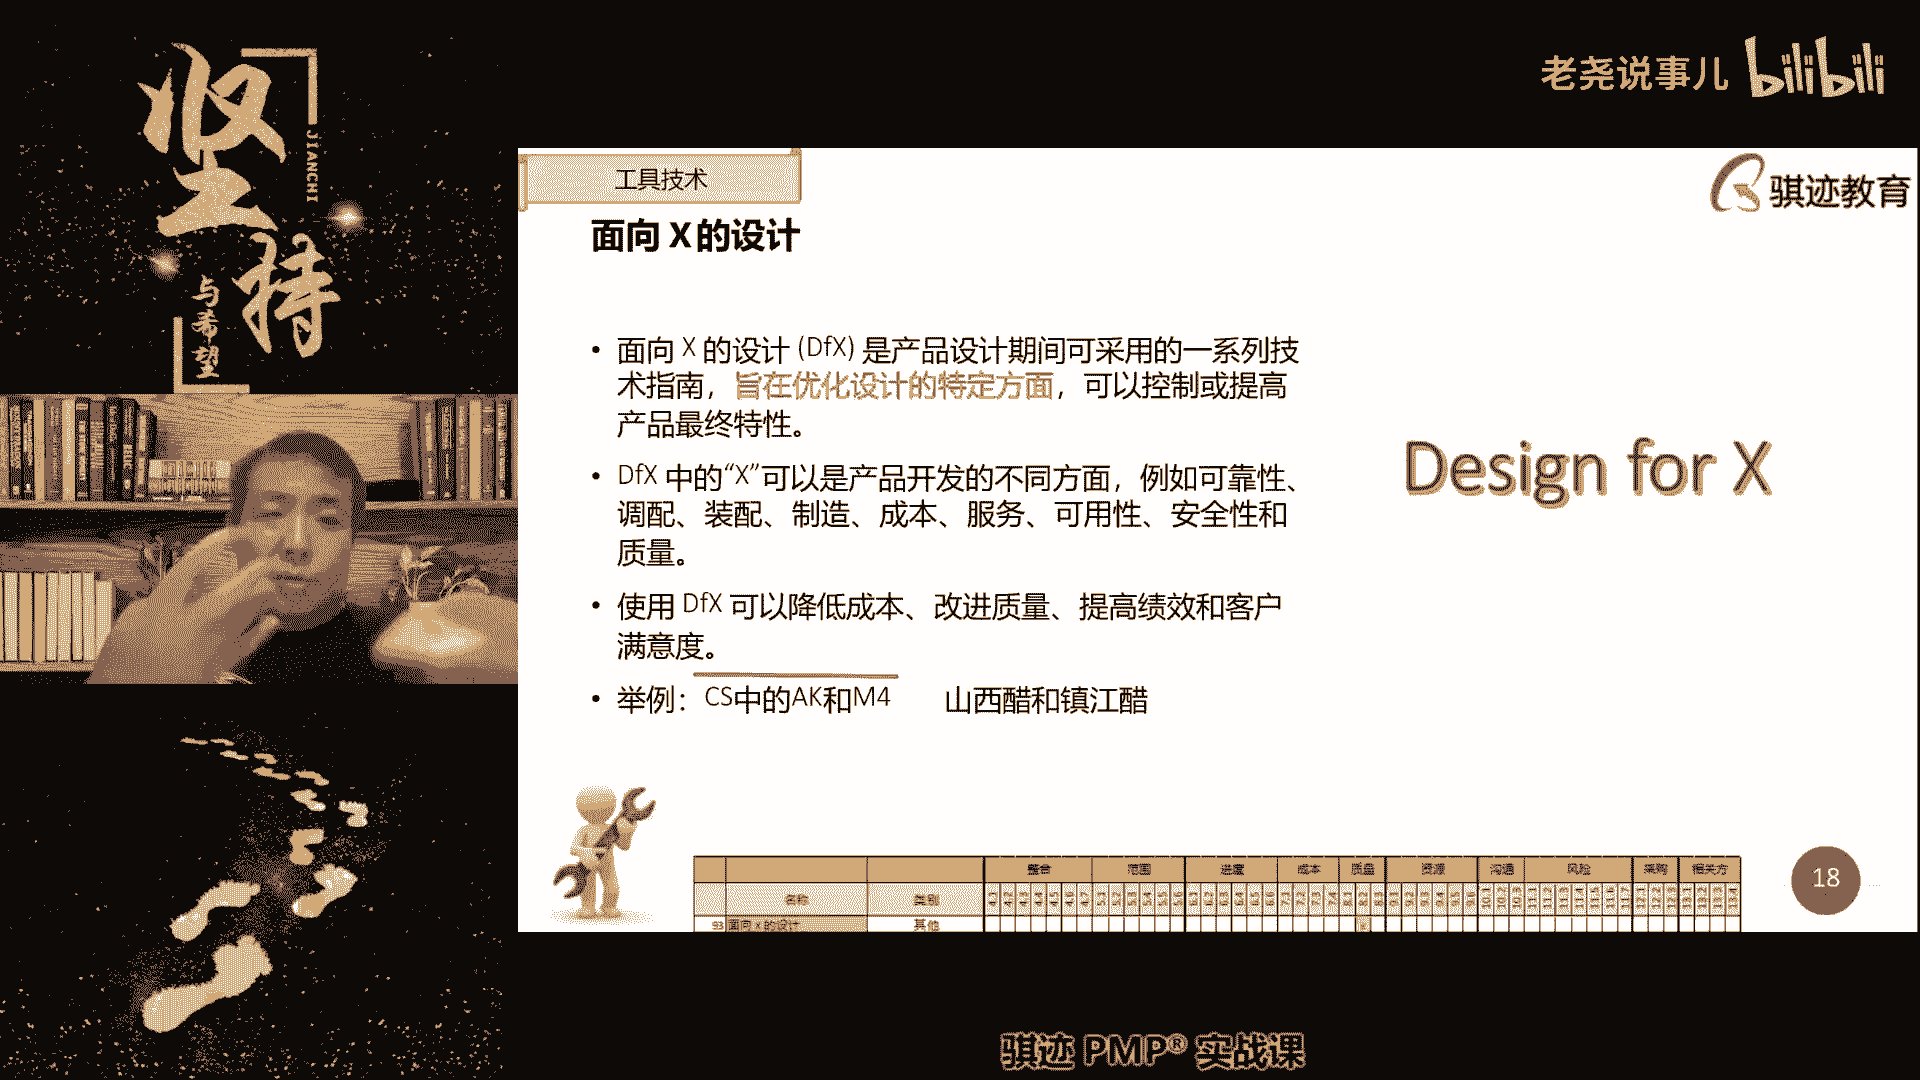 坚持
JIANCHI
与希望
老尧说事儿 bilibili
工具技术
骐迹教育
面向 X 的设计
• 面向 X 的设计 (DfX) 是产品设计期间可采用的一系列技
术指南，旨在优化设计的特定方面，可以控制或提高
产品最终特性。
• DfX 中的“X”可以是产品开发的不同方面，例如可靠性、
调配、装配、制造、成本、服务、可用性、安全性和
质量。
• 使用 DfX 可以降低成本、改进质量、提高绩效和客户
满意度。
• 举例：CS中的AK和M4 山西醋和镇江醋
Design for X
整合 范围 进度 成本 质量 资源 沟通 风险 采购 相关方
名称 类别
93 面向 X 的设计 其他
18
骐迹 PMP® 实战课